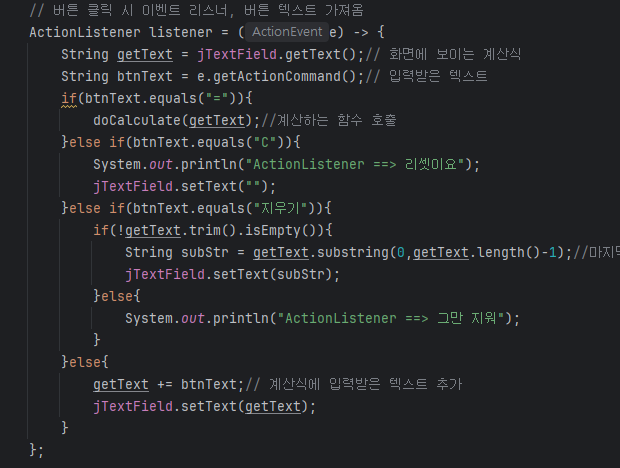 // 버튼 클릭 시 이벤트 리스너, 버튼 텍스트 가져옴
ActionListener listener = ( ActionEvent e) -> {
String getText = jTextField.getText();// 화면에 보이는 계산식
String btnText = e.getActionCommand();// 입력받은 텍스트
if(btnText.equals("=")){
doCalculate(getText);//계산하는 함수 호출
}else if(btnText.equals("C")){
System.out.println("ActionListener ==> 리셋이요");
jTextField.setText("");
}else if(btnText.equals("지우기")){
if(!getText.trim().isEmpty()){
String subStr = getText.substring(0,getText.length()-1);//마지
jTextField.setText(subStr);
}else{
System.out.println("ActionListener ==> 그만 지워");
}
}else{
getText += btnText;// 계산식에 입력받은 텍스트 추가
jTextField.setText(getText);
}
};